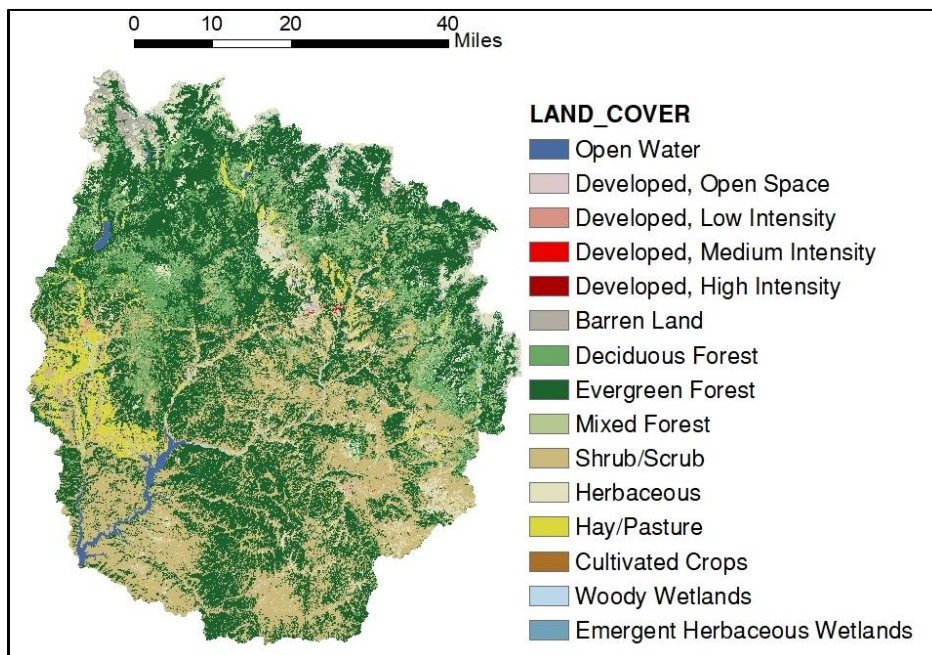 0 10 20 40
Miles
LAND_COVER
Open Water
Developed, Open Space
Developed, Low Intensity
Developed, Medium Intensity
Developed, High Intensity
Barren Land
Deciduous Forest
Evergreen Forest
Mixed Forest
Shrub/Scrub
Herbaceous
Hay/Pasture
Cultivated Crops
Woody Wetlands
Emergent Herbaceous Wetlands